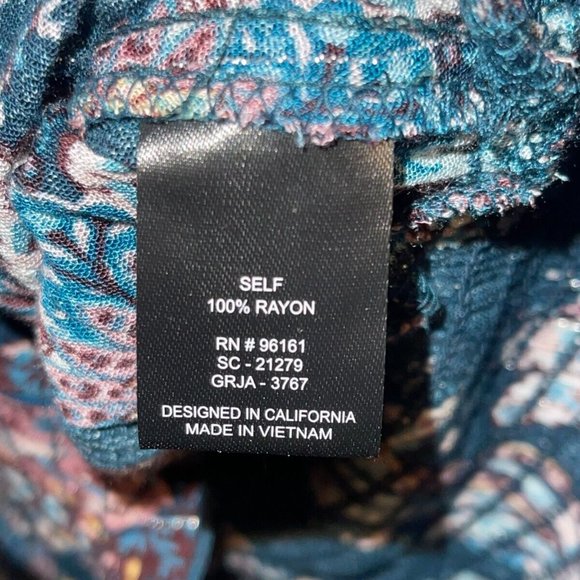 SELF
100% RAYON
RN # 96161
SC - 21279
GRJA - 3767
DESIGNED IN CALIFORNIA
MADE IN VIETNAM